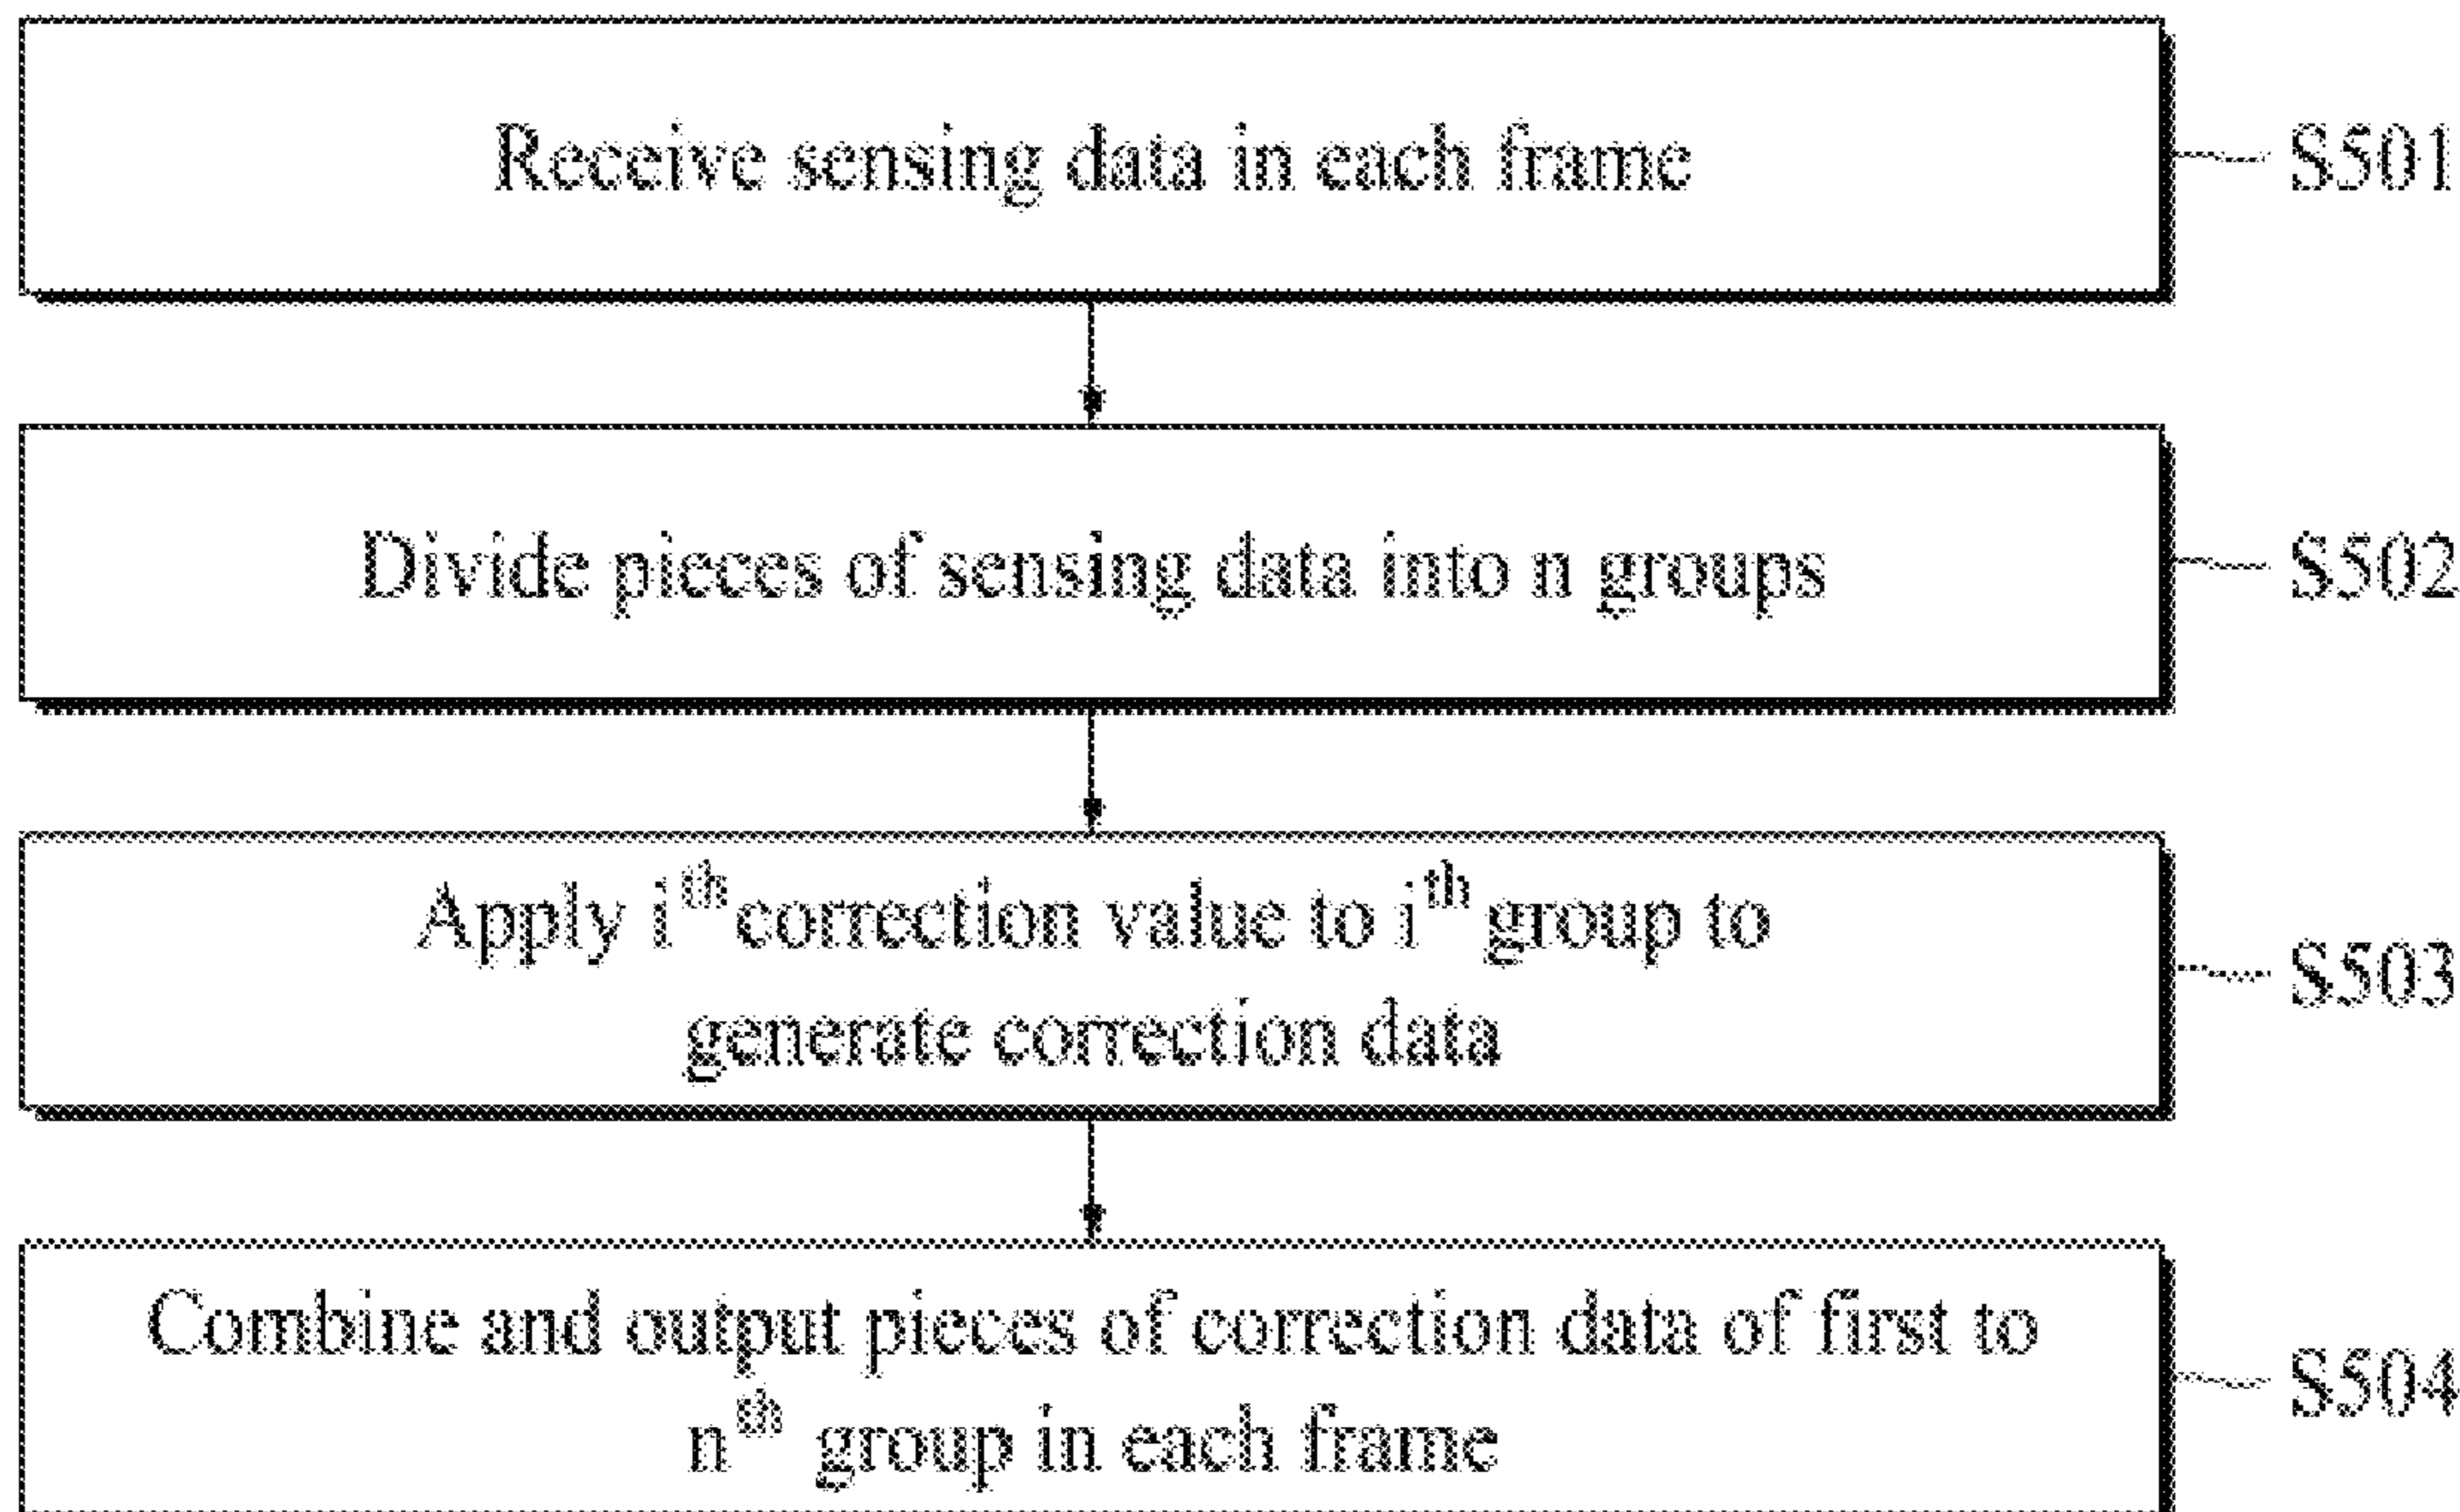 Receive sensing data in each frame
S501
Divide pieces of sensing data into n groups
S502
Apply i^th correction value to i^th group to
generate correction data
S503
Combine and output pieces of correction data of first to
n^th group in each frame
S504